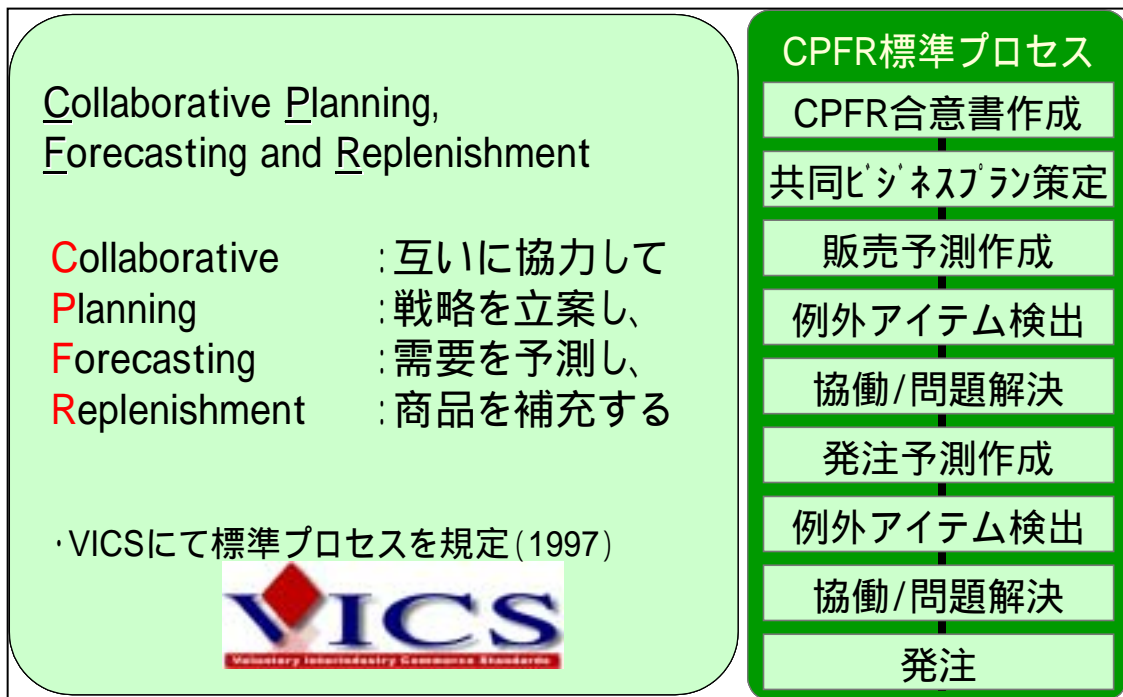 Collaborative Planning,
Forecasting and Replenishment
Collaborative :互いに協力して
Planning :戦略を立案し、
Forecasting :需要を予測し、
Replenishment :商品を補充する
・VICSにて標準プロセスを規定(1997)
VICS
Voluntary Interindustry Commerce Standards
CPFR標準プロセス
CPFR合意書作成
共同ﾋﾞｼﾞﾈｽﾌﾟﾗﾝ策定
販売予測作成
例外アイテム検出
協働/問題解決
発注予測作成
例外アイテム検出
協働/問題解決
発注